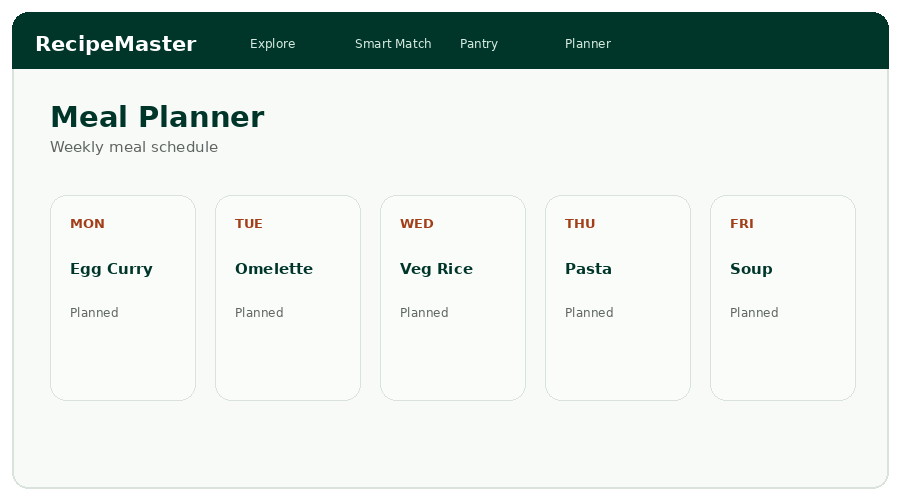 RecipeMaster Explore Smart Match Pantry Planner
Meal Planner
Weekly meal schedule
MON TUE WED THU FRI
Egg Curry Omelette Veg Rice Pasta Soup
Planned Planned Planned Planned Planned